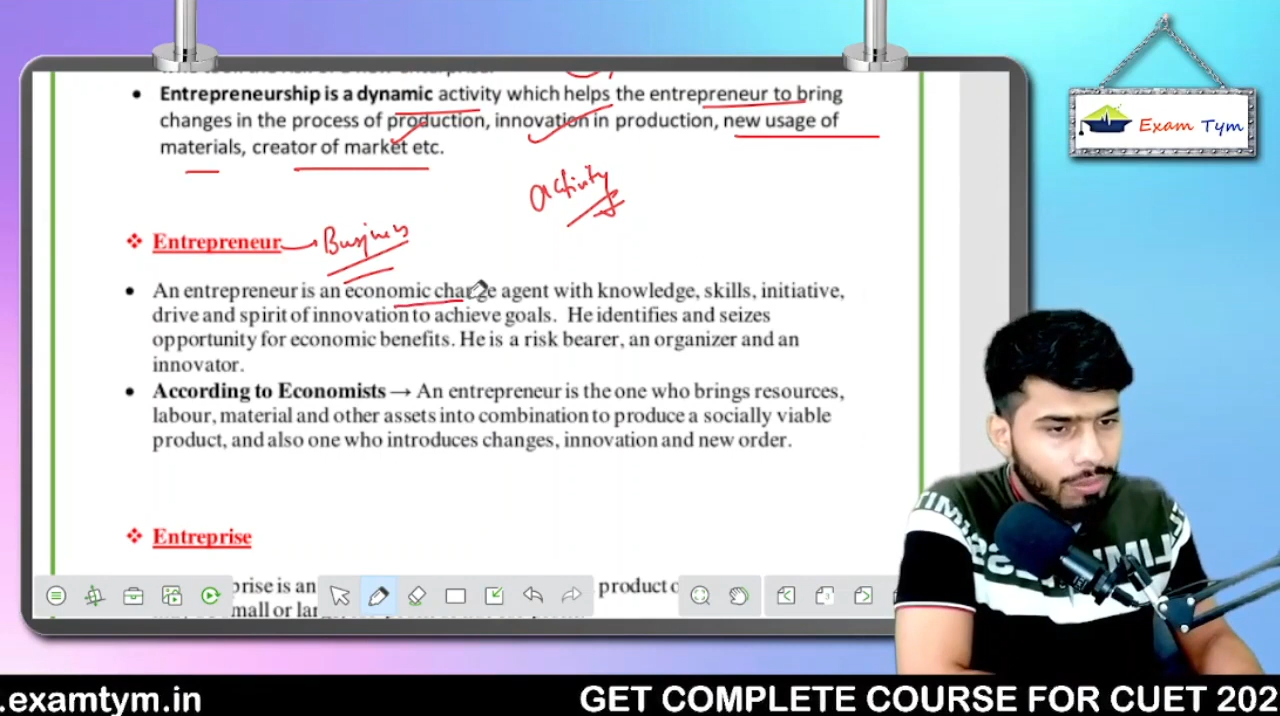 Entrepreneurship is a dynamic activity which helps the entrepreneur to bring
changes in the process of production, innovation in production, new usage of
materials, creator of market etc.
Activity
Entrepreneur
Business
An entrepreneur is an economic change agent with knowledge, skills, initiative,
drive and spirit of innovation to achieve goals. He identifies and seizes
opportunity for economic benefits. He is a risk bearer, an organizer and an
innovator.
According to Economists → An entrepreneur is the one who brings resources,
labour, material and other assets into combination to produce a socially viable
product, and also one who introduces changes, innovation and new order.
Entreprise
is an product
Exam Tym
.examtym.in
GET COMPLETE COURSE FOR CUET 202